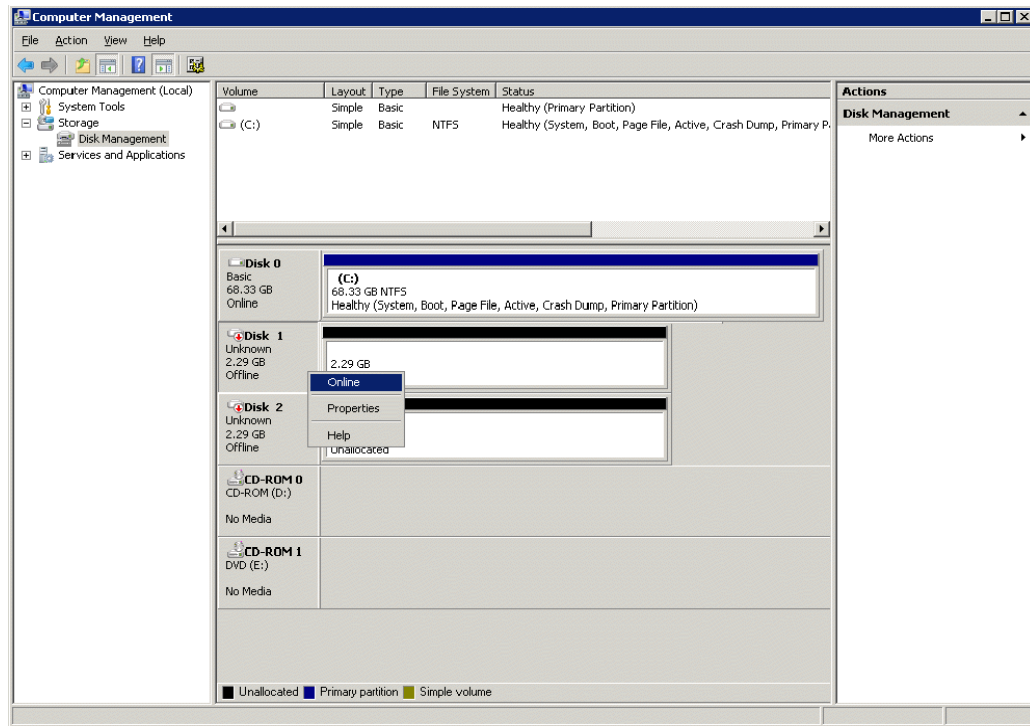 Computer Management
File Action View Help
Computer Management (Local)
System Tools
Storage
Disk Management
Services and Applications
Volume Layout Type File System Status
Simple Basic Healthy (Primary Partition)
(C:) Simple Basic NTFS Healthy (System, Boot, Page File, Active, Crash Dump, Primary P
Actions
Disk Management
More Actions
Disk 0
Basic
68.33 GB
Online
(C:)
68.33 GB NTFS
Healthy (System, Boot, Page File, Active, Crash Dump, Primary Partition)
Disk 1
Unknown
2.29 GB
Offline
2.29 GB
Online
Properties
Help
Disk 2
Unknown
2.29 GB
Offline
Unallocated
CD-ROM 0
CD-ROM (D:)
No Media
CD-ROM 1
DVD (E:)
No Media
Unallocated Primary partition Simple volume